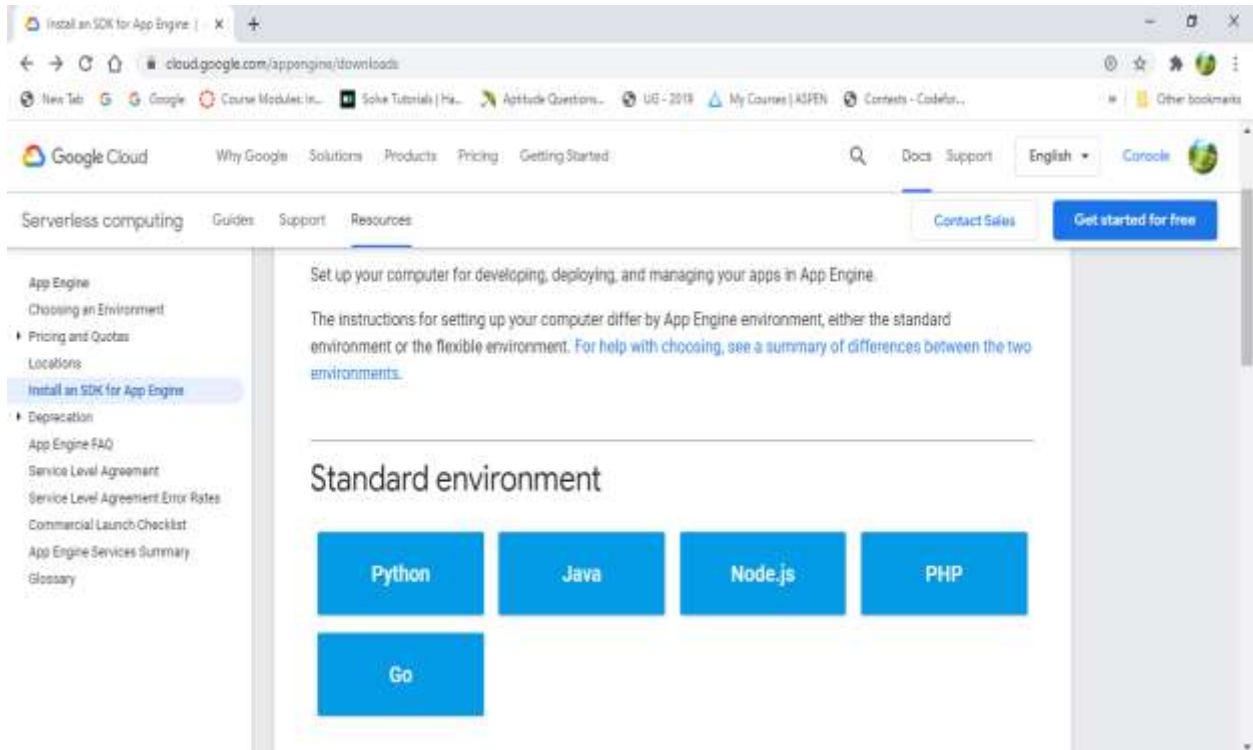 Install an SDK for App Engine |
cloud.google.com/appengine/downloads
New Tab Google Course Modules: In... Solve Tutorials | Ha... Aptitude Questions... UG - 2019 My Courses | ASPEN Contests - Codefor... » Other bookmarks
Google Cloud Why Google Solutions Products Pricing Getting Started Docs Support English Console
Serverless computing Guides Support Resources Contact Sales Get started for free
App Engine
Choosing an Environment
Pricing and Quotas
Locations
Install an SDK for App Engine
Deprecation
App Engine FAQ
Service Level Agreement
Service Level Agreement Error Rates
Commercial Launch Checklist
App Engine Services Summary
Glossary
Set up your computer for developing, deploying, and managing your apps in App Engine.
The instructions for setting up your computer differ by App Engine environment, either the standard
environment or the flexible environment. For help with choosing, see a summary of differences between the two
environments.
Standard environment
Python Java Node.js PHP
Go